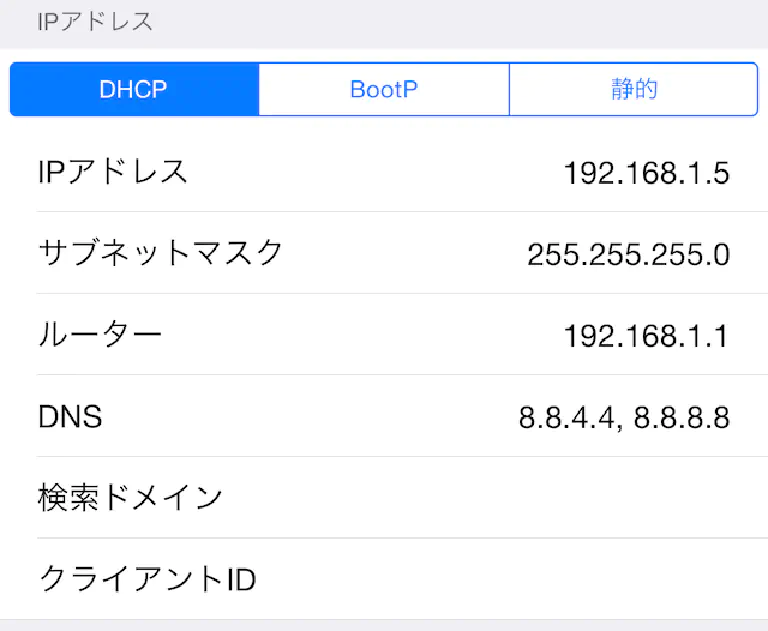 IPアドレス
DHCP BootP 静的
IPアドレス 192.168.1.5
サブネットマスク 255.255.255.0
ルーター 192.168.1.1
DNS 8.8.4.4, 8.8.8.8
検索ドメイン
クライアントID